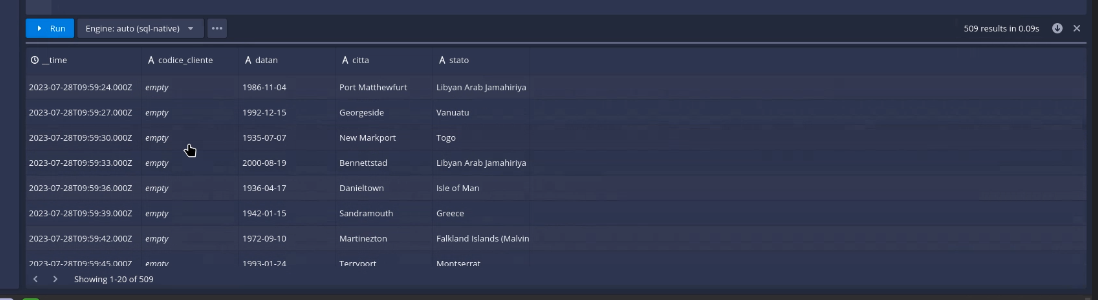 Run Engine: auto (sql-native) 509 results in 0.09s
__time codice_cliente datan citta stato
2023-07-28T09:59:24.000Z empty 1986-11-04 Port Matthewfurt Libyan Arab Jamahiriya
2023-07-28T09:59:27.000Z empty 1992-12-15 Georgeside Vanuatu
2023-07-28T09:59:30.000Z empty 1935-07-07 New Markport Togo
2023-07-28T09:59:33.000Z empty 2000-08-19 Bennettstad Libyan Arab Jamahiriya
2023-07-28T09:59:36.000Z empty 1936-04-17 Danieltown Isle of Man
2023-07-28T09:59:39.000Z empty 1942-01-15 Sandramouth Greece
2023-07-28T09:59:42.000Z empty 1972-09-10 Martinezton Falkland Islands (Malvin
2023-07-28T09:59:45.000Z empty 1993-01-24 Terryport Montserrat
Showing 1-20 of 509